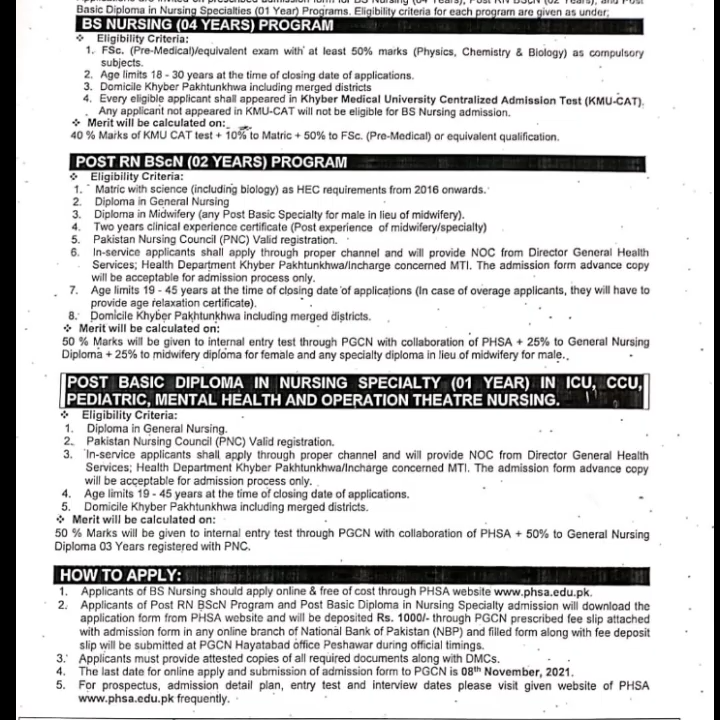 Basic Diploma in Nursing Specialties (01 Year) Programs. Eligibility criteria for each program are given as under;
BS NURSING (04 YEARS) PROGRAM
❖ Eligibility Criteria:
1. FSc. (Pre-Medical)/equivalent exam with at least 50% marks (Physics, Chemistry & Biology) as compulsory
subjects.
2. Age limits 18 - 30 years at the time of closing date of applications.
3. Domicile Khyber Pakhtunkhwa including merged districts
4. Every eligible applicant shall appeared in Khyber Medical University Centralized Admission Test (KMU-CAT).
Any applicant not appeared in KMU-CAT will not be eligible for BS Nursing admission.
❖ Merit will be calculated on:
40 % Marks of KMU CAT test + 10% to Matric + 50% to FSc. (Pre-Medical) or equivalent qualification.
POST RN BScN (02 YEARS) PROGRAM
❖ Eligibility Criteria:
1. Matric with science (including biology) as HEC requirements from 2016 onwards.
2. Diploma in General Nursing
3. Diploma in Midwifery (any Post Basic Specialty for male in lieu of midwifery).
4. Two years clinical experience certificate (Post experience of midwifery/specialty)
5. Pakistan Nursing Council (PNC) Valid registration.
6. In-service applicants shall apply through proper channel and will provide NOC from Director General Health
Services; Health Department Khyber Pakhtunkhwa/Incharge concerned MTI. The admission form advance copy
will be acceptable for admission process only.
7. Age limits 19 - 45 years at the time of closing date of applications (In case of overage applicants, they will have to
provide age relaxation certificate).
8. Domicile Khyber Pakhtunkhwa including merged districts.
❖ Merit will be calculated on:
50 % Marks will be given to internal entry test through PGCN with collaboration of PHSA + 25% to General Nursing
Diploma + 25% to midwifery diploma for female and any specialty diploma in lieu of midwifery for male.
POST BASIC DIPLOMA IN NURSING SPECIALTY (01 YEAR) IN ICU, CCU,
PEDIATRIC, MENTAL HEALTH AND OPERATION THEATRE NURSING.
❖ Eligibility Criteria:
1. Diploma in General Nursing.
2. Pakistan Nursing Council (PNC) Valid registration.
3. In-service applicants shall apply through proper channel and will provide NOC from Director General Health
Services; Health Department Khyber Pakhtunkhwa/Incharge concerned MTI. The admission form advance copy
will be acceptable for admission process only.
4. Age limits 19 - 45 years at the time of closing date of applications.
5. Domicile Khyber Pakhtunkhwa including merged districts.
❖ Merit will be calculated on:
50 % Marks will be given to internal entry test through PGCN with collaboration of PHSA + 50% to General Nursing
Diploma 03 Years registered with PNC.
HOW TO APPLY:
1. Applicants of BS Nursing should apply online & free of cost through PHSA website www.phsa.edu.pk.
2. Applicants of Post RN BScN Program and Post Basic Diploma in Nursing Specialty admission will download the
application form from PHSA website and will be deposited Rs. 1000/- through PGCN prescribed fee slip attached
with admission form in any online branch of National Bank of Pakistan (NBP) and filled form along with fee deposit
slip will be submitted at PGCN Hayatabad office Peshawar during official timings.
3. Applicants must provide attested copies of all required documents along with DMCs.
4. The last date for online apply and submission of admission form to PGCN is 08th November, 2021.
5. For prospectus, admission detail plan, entry test and interview dates please visit given website of PHSA
www.phsa.edu.pk frequently.